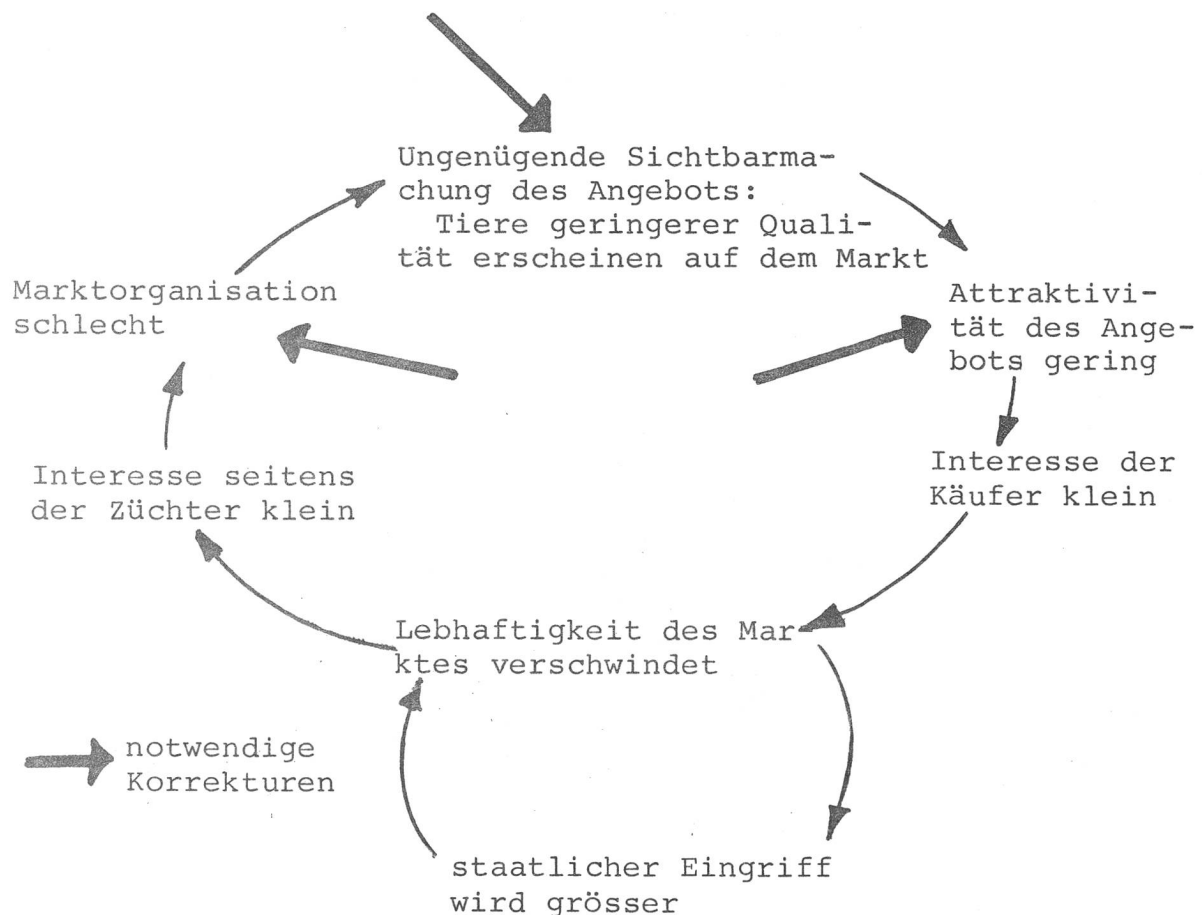 Ungenügende Sichtbarma-
chung des Angebots:
Tiere geringerer Quali-
tät erscheinen auf dem Markt
Attraktivi-
tät des Ange-
bots gering
Interesse der
Käufer klein
Lebhaftigkeit des Mar
ktes verschwindet
staatlicher Eingriff
wird grösser
Interesse seitens
der Züchter klein
Marktorganisation
schlecht
notwendige
Korrekturen